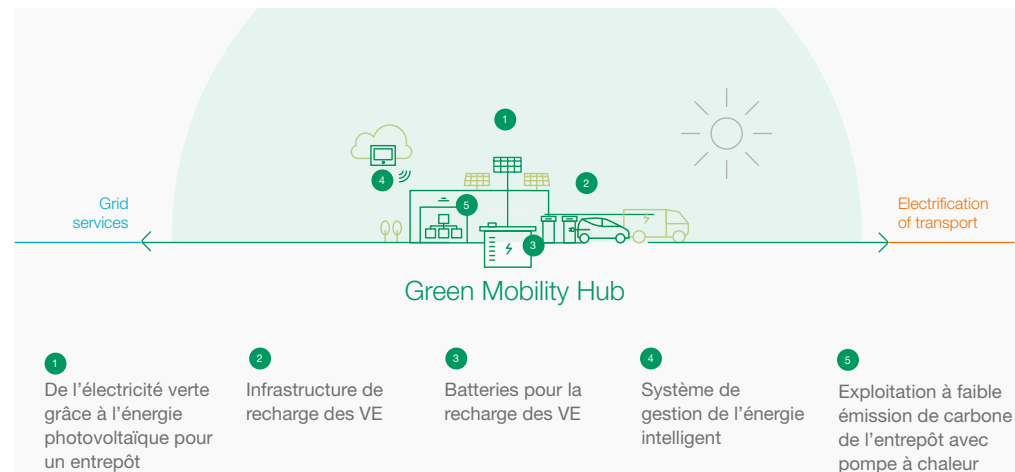 1
4
2
5
3
Grid
services
Electrification
of transport
Green Mobility Hub
1
De l’électricité verte
grâce à l’énergie
photovoltaïque pour
un entrepôt
2
Infrastructure de
recharge des VE
3
Batteries pour la
recharge des VE
4
Système de
gestion de l’énergie
intelligent
5
Exploitation à faible
émission de carbone
de l’entrepôt avec
pompe à chaleur